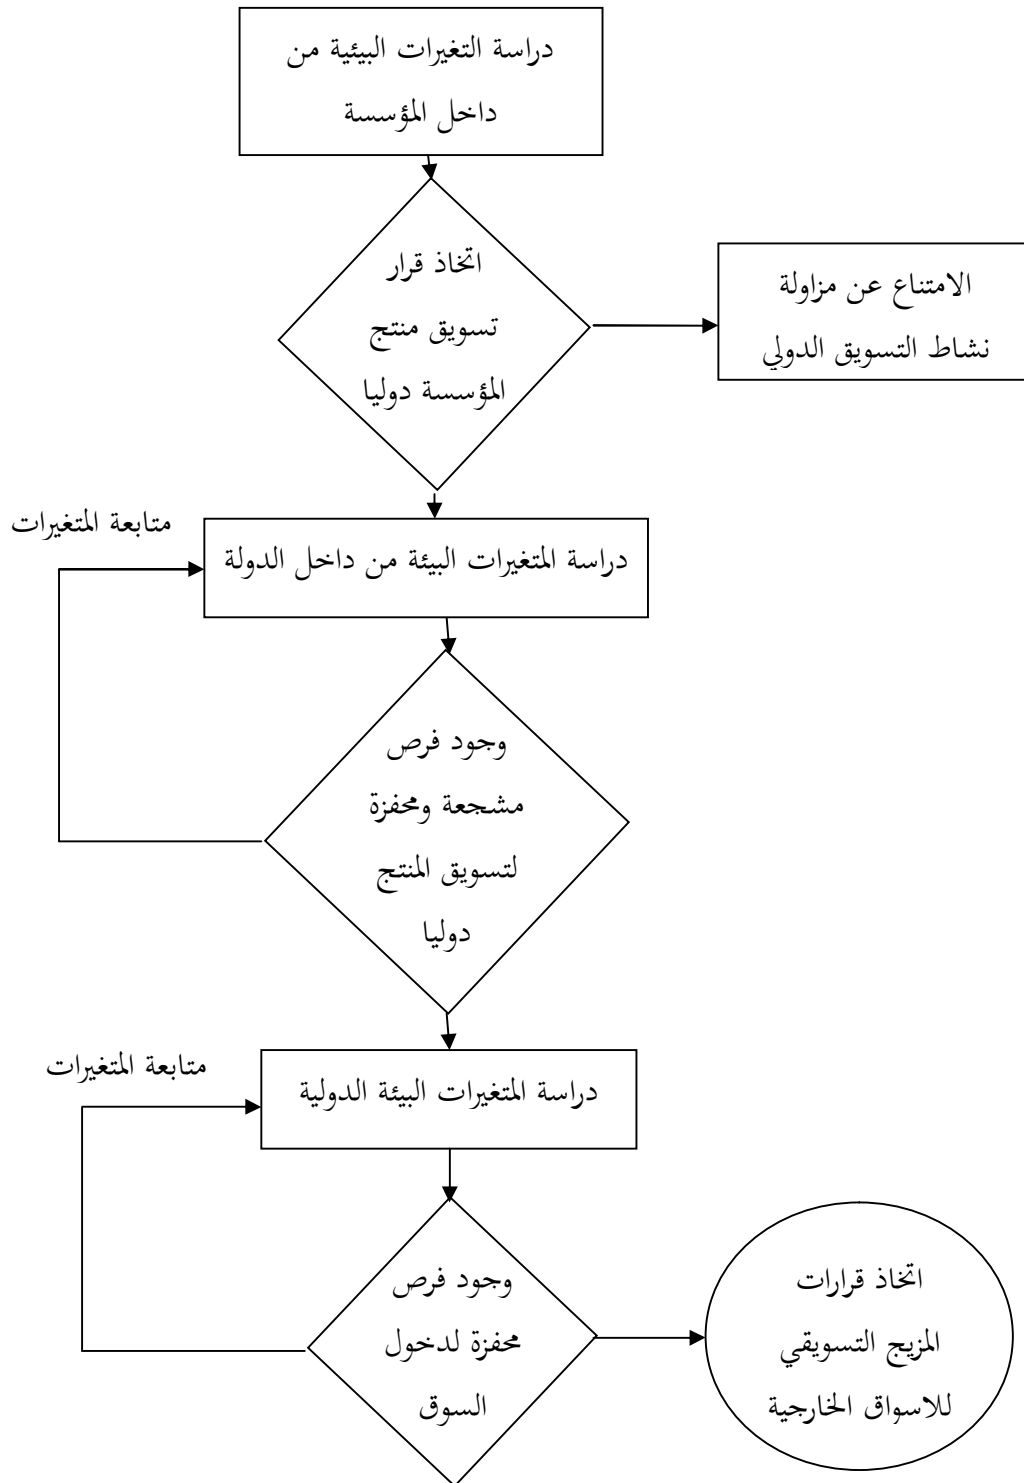 دراسة التغيرات البيئية من
داخل المؤسسة
اتخاذ قرار
تسويق منتج
المؤسسة دوليا
الامتناع عن مزاولة
نشاط التسويق الدولي
متابعة المتغيرات
دراسة المتغيرات البيئة من داخل الدولة
وجود فرص
مشجعة ومحفزة
لتسويق المنتج
دوليا
متابعة المتغيرات
دراسة المتغيرات البيئة الدولية
وجود فرص
محفزة لدخول
السوق
اتخاذ قرارات
المزيج التسويقي
للاسواق الخارجية